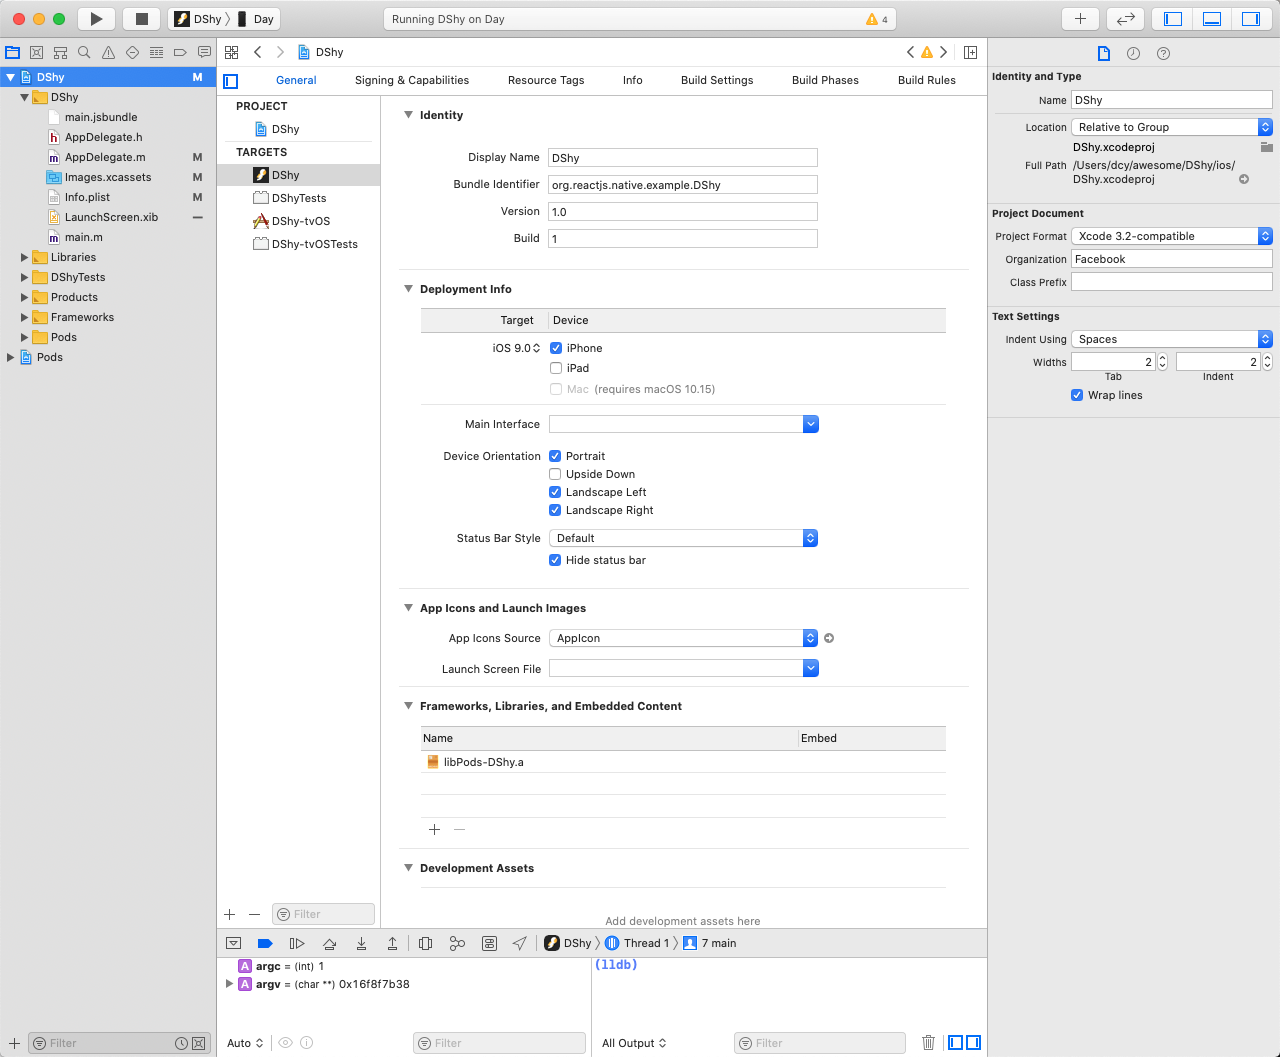 DShy
Day
Running DShy on Day
4
DShy M
DShy
main.jsbundle
AppDelegate.h
AppDelegate.m M
Images.xcassets M
Info.plist M
LaunchScreen.xib
main.m
Libraries
DShyTests
Products
Frameworks
Pods
Pods
Filter
DShy
General Signing & Capabilities Resource Tags Info Build Settings Build Phases Build Rules
PROJECT
DShy
TARGETS
DShy
DShyTests
DShy-tvOS
DShy-tvOSTests
Filter
Identity
Display Name DShy
Bundle Identifier org.reactjs.native.example.DShy
Version 1.0
Build 1
Deployment Info
Target Device
iOS 9.0 iPhone
iPad
Mac (requires macOS 10.15)
Main Interface
Device Orientation Portrait
Upside Down
Landscape Left
Landscape Right
Status Bar Style Default
Hide status bar
App Icons and Launch Images
App Icons Source AppIcon
Launch Screen File
Frameworks, Libraries, and Embedded Content
Name Embed
libPods-DShy.a
Development Assets
Add development assets here
DShy Thread 1 7 main
A argc = (int) 1
A argv = (char **) 0x16f8f7b38
Auto Filter
(lldb)
All Output Filter
Identity and Type
Name DShy
Location Relative to Group
DShy.xcodeproj
Full Path /Users/dcy/awesome/DShy/ios/
DShy.xcodeproj
Project Document
Project Format Xcode 3.2-compatible
Organization Facebook
Class Prefix
Text Settings
Indent Using Spaces
Widths 2 2
Tab Indent
Wrap lines